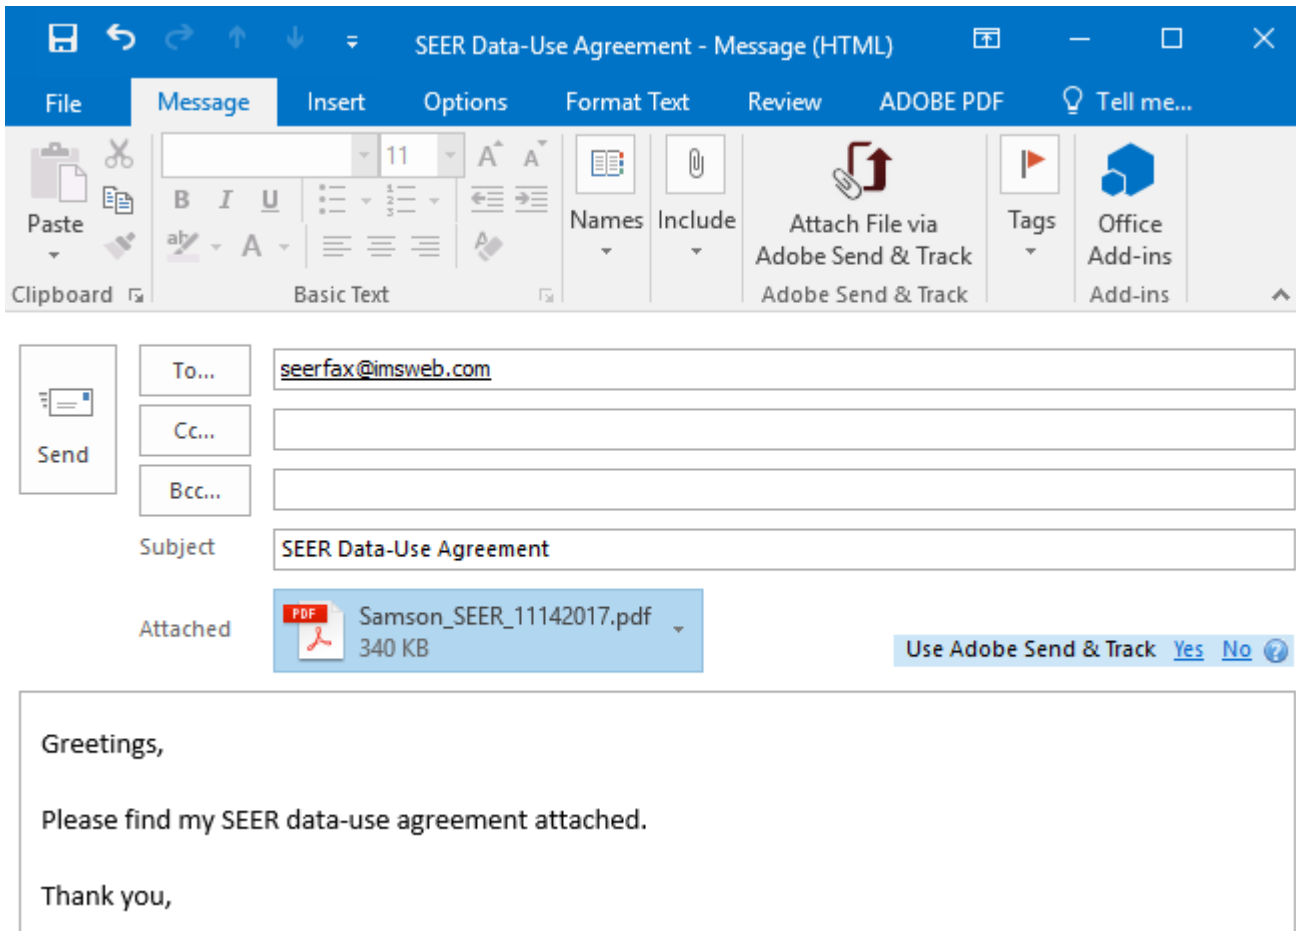 SEER Data-Use Agreement - Message (HTML)
File Message Insert Options Format Text Review ADOBE PDF Tell me...
11 A A
B I U
Paste
aby A A
Names Include
Attach File via
Adobe Send & Track
Tags
Office
Add-ins
Clipboard Basic Text Adobe Send & Track Add-ins
Send
To... seerfax@imsweb.com
Cc...
Bcc...
Subject SEER Data-Use Agreement
Attached PDF Samson_SEER_11142017.pdf
340 KB
Use Adobe Send & Track Yes No ?
Greetings,
Please find my SEER data-use agreement attached.
Thank you,